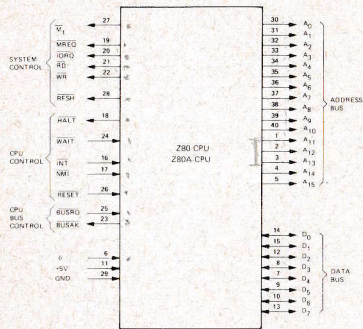 27 M1
19 MREQ
SYSTEM CONTROL
20 IORQ
21 RD
22 WR
28 RFSH
18 HALT
24 WAIT
CPU CONTROL
16 INT
17 NMI
26 RESET
CPU BUS CONTROL
25 BUSRQ
23 BUSAK
6 Φ
11 +5V
29 GND
Z80-CPU
Z80A-CPU
30 A0
31 A1
32 A2
33 A3
34 A4
35 A5
36 A6
37 A7
38 A8
39 A9
40 A10
1 A11
2 A12
3 A13
4 A14
5 A15
ADDRESS BUS
14 D0
15 D1
12 D2
8 D3
7 D4
9 D5
10 D6
13 D7
DATA BUS